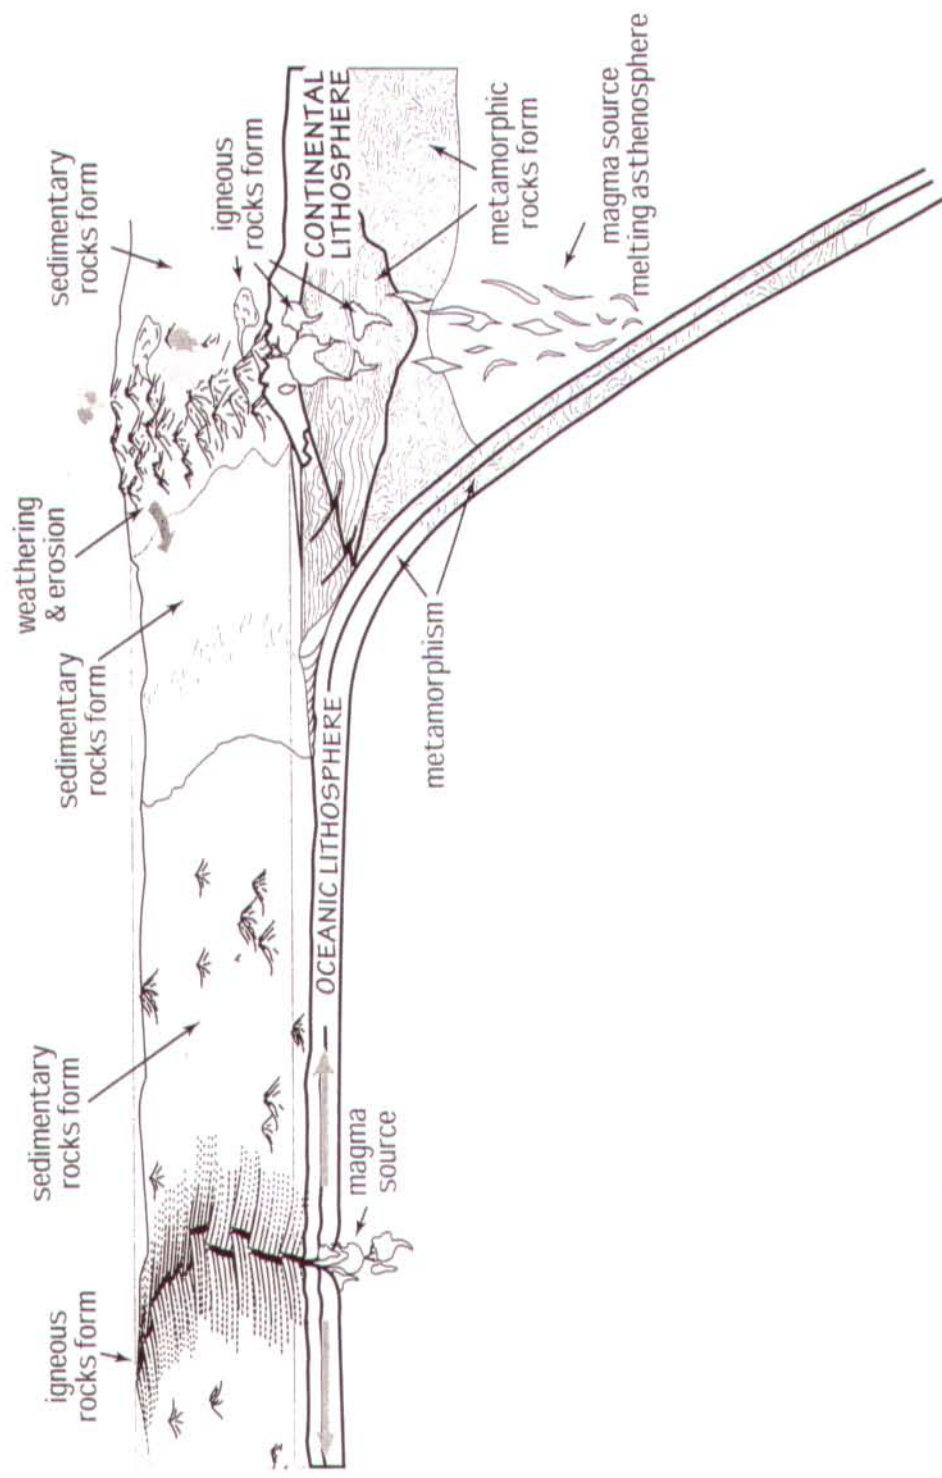 igneous
rocks form
sedimentary
rocks form
sedimentary
rocks form
weathering
& erosion
sedimentary
rocks form
igneous
rocks form
CONTINENTAL
LITHOSPHERE
OCEANIC LITHOSPHERE
magma
source
metamorphism
metamorphic
rocks form
magma source
melting asthenosphere